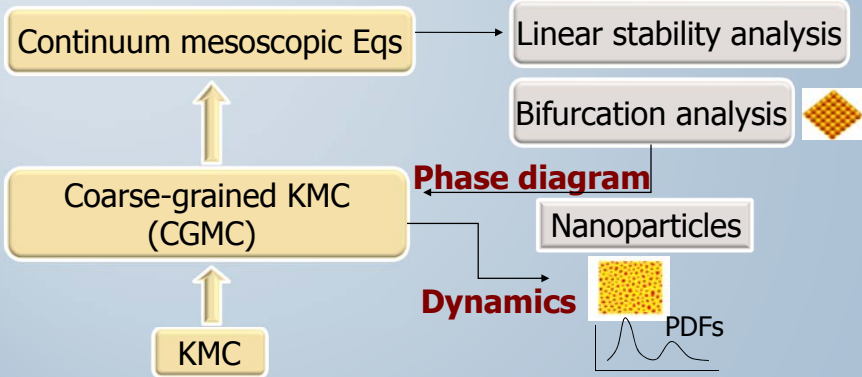 Continuum mesoscopic Eqs
Linear stability analysis
Bifurcation analysis
Phase diagram
Coarse-grained KMC
(CGMC)
Nanoparticles
Dynamics
PDFs
KMC